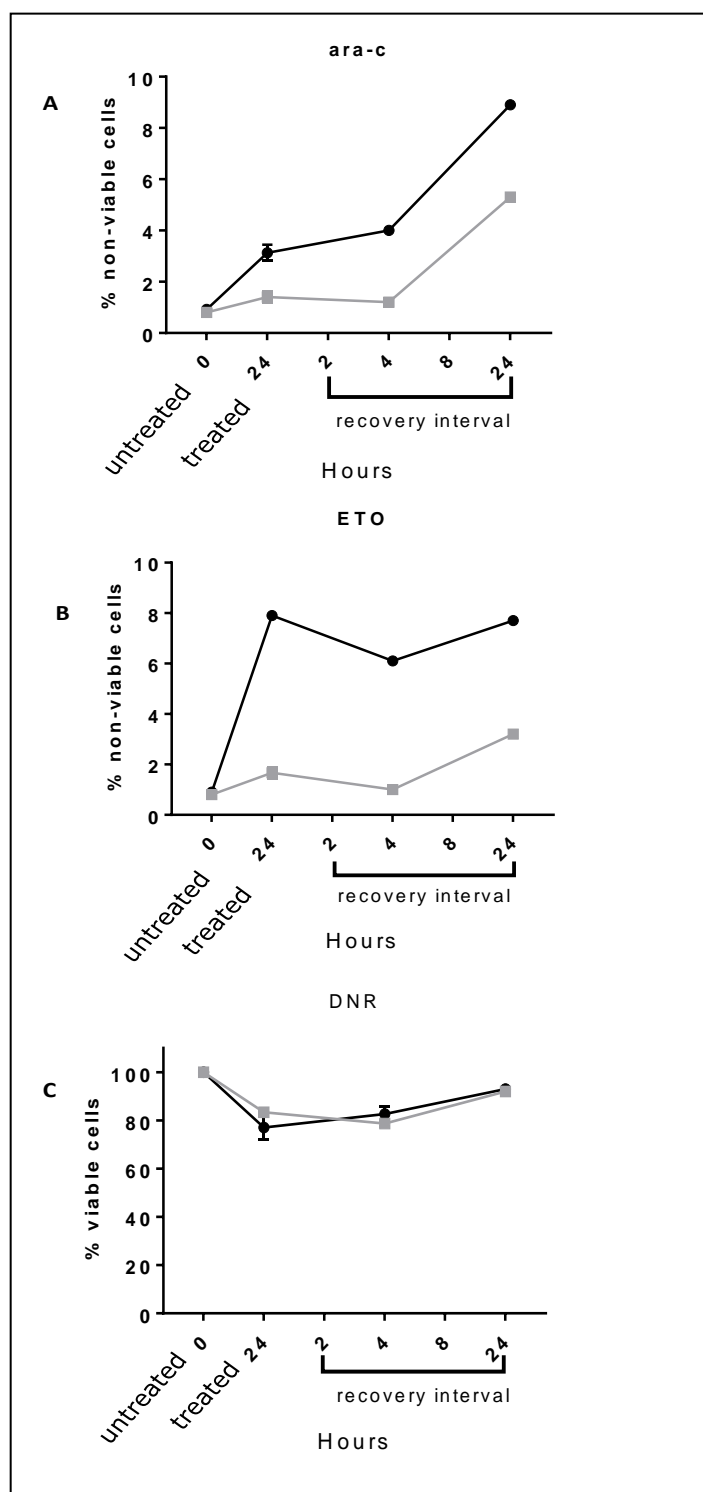 ara-c
A
% non-viable cells
10
8
6
4
2
0
0 24 2 4 8 24
untreated treated
recovery interval
Hours
ETO
B
% non-viable cells
10
8
6
4
2
0
0 24 2 4 8 24
untreated treated
recovery interval
Hours
DNR
C
% viable cells
100
80
60
40
20
0
0 24 2 4 8 24
untreated treated
recovery interval
Hours